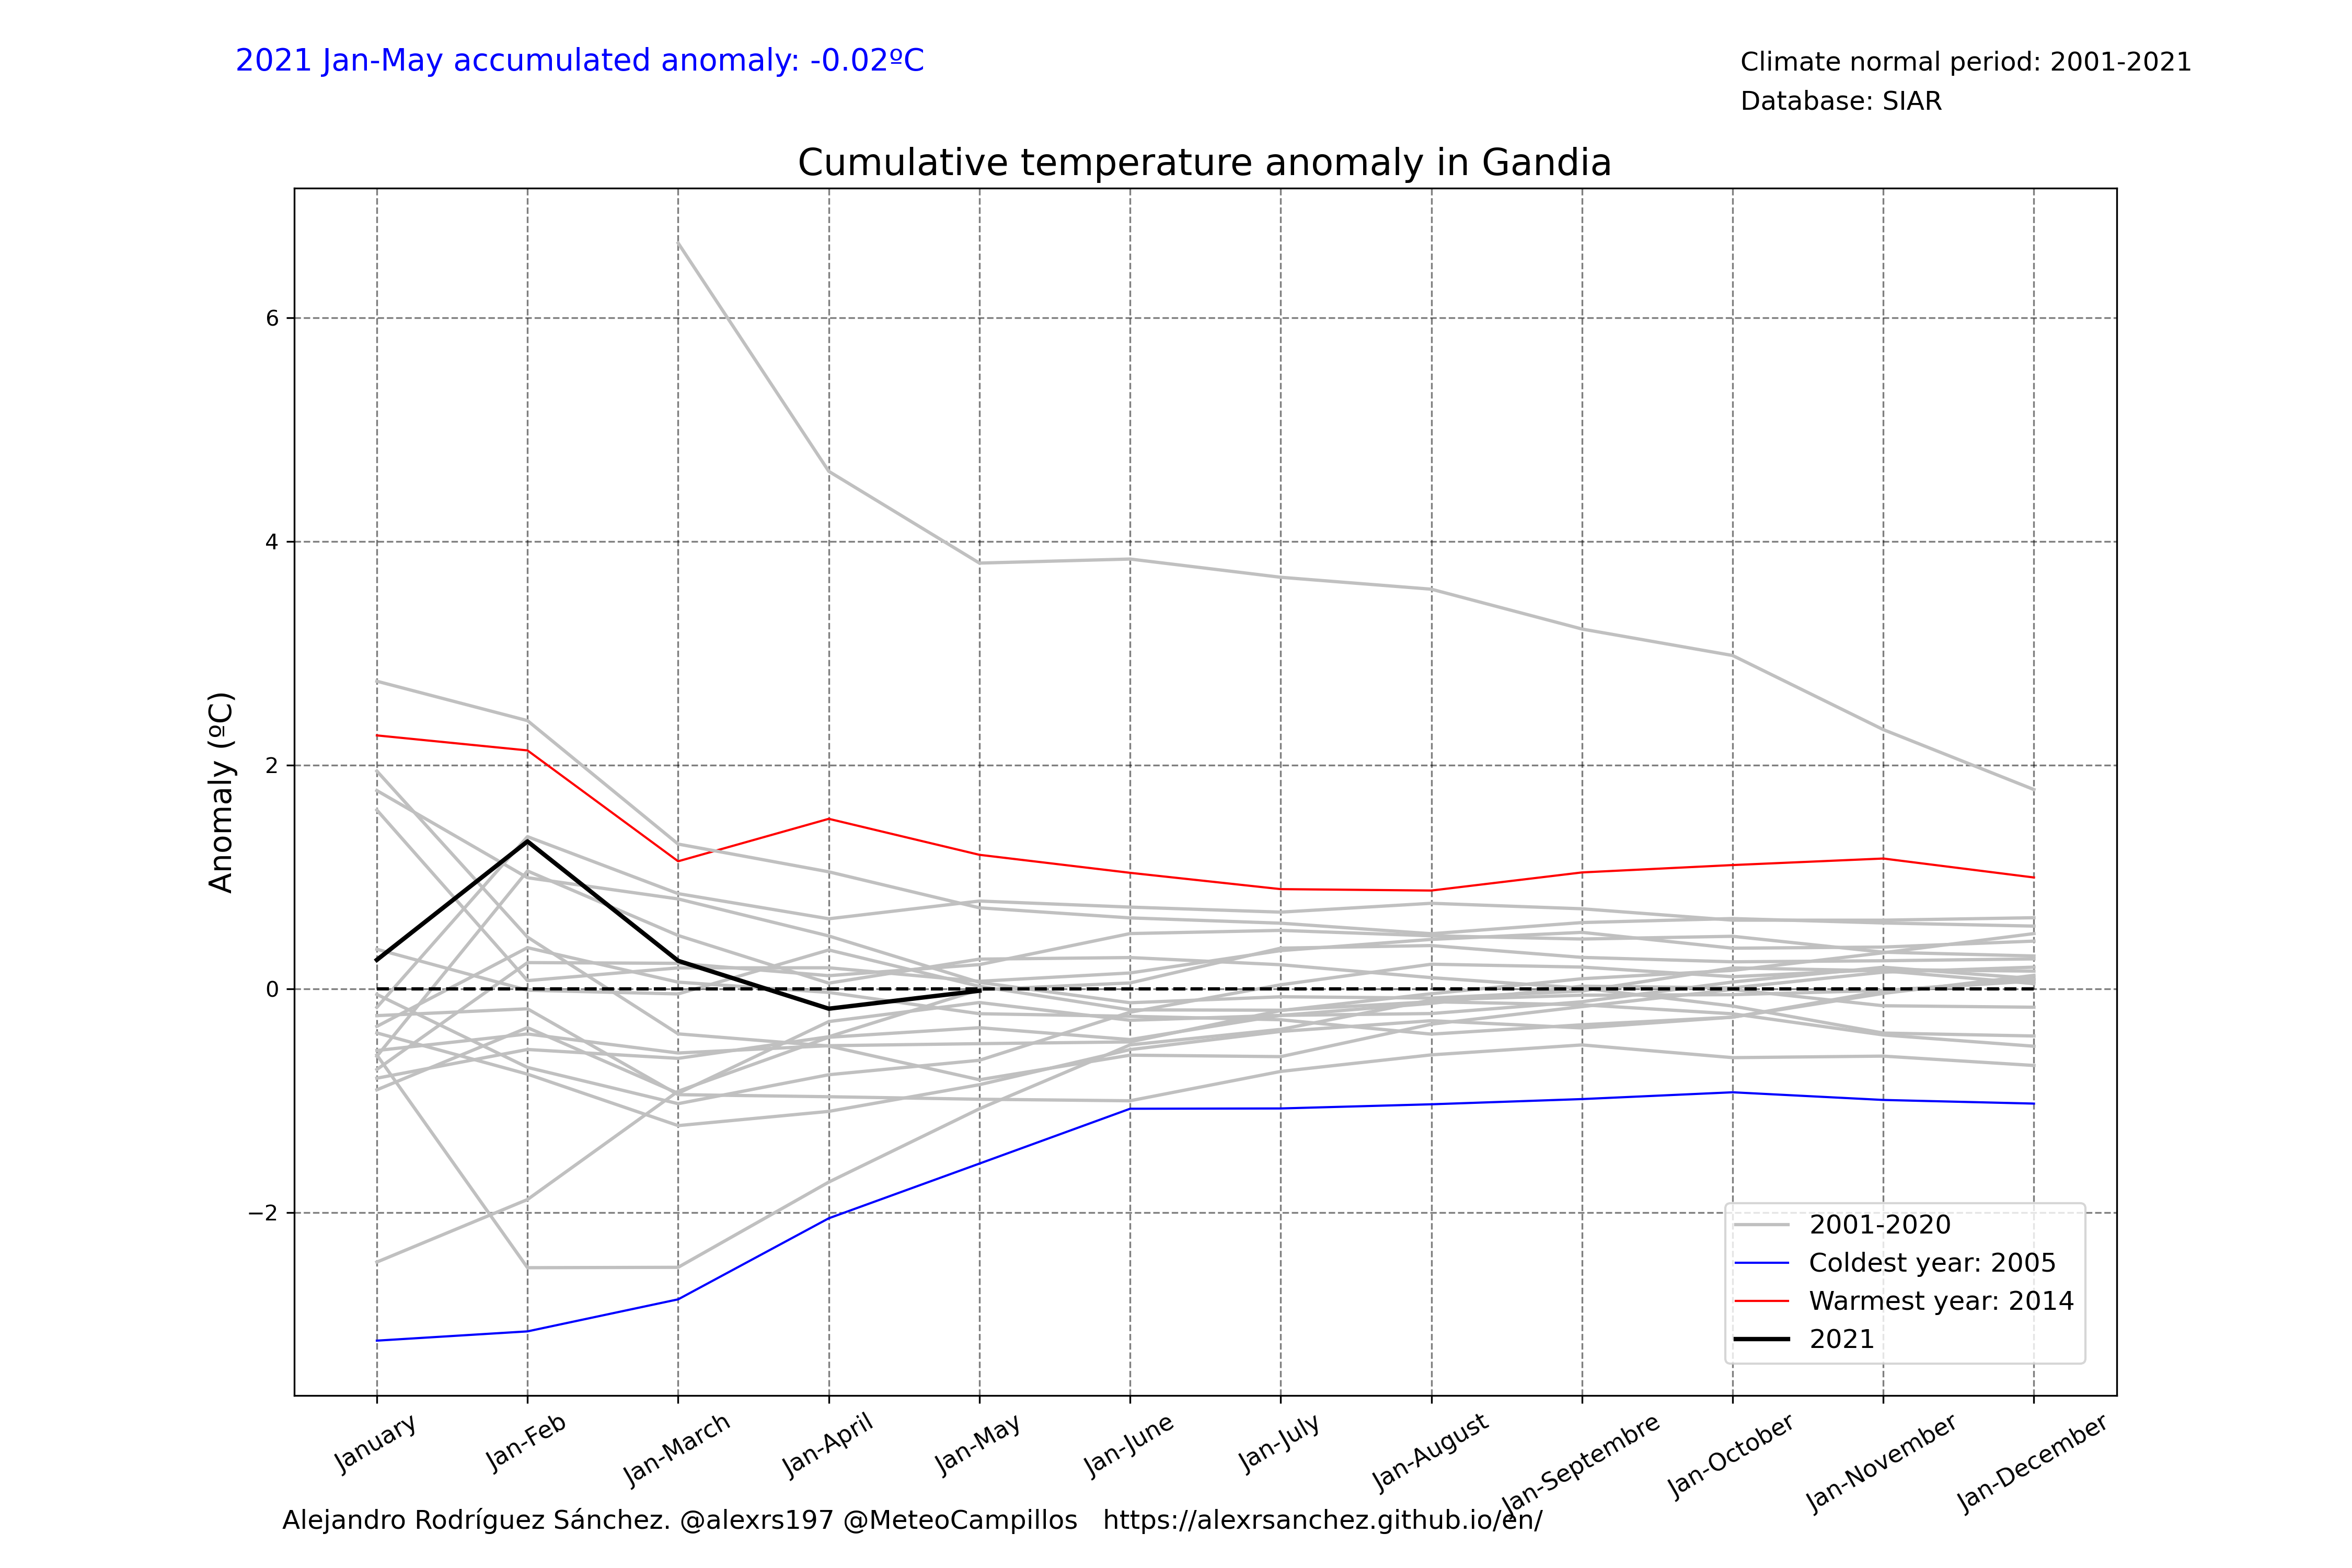 2021 Jan-May accumulated anomaly: -0.02ºC
Climate normal period: 2001-2021
Database: SIAR
Cumulative temperature anomaly in Gandia
Anomaly (ºC)
6
4
2
0
−2
2001-2020
Coldest year: 2005
Warmest year: 2014
2021
January
Jan-Feb
Jan-March
Jan-April
Jan-May
Jan-June
Jan-July
Jan-August
Jan-Septembre
Jan-October
Jan-November
Jan-December
Alejandro Rodríguez Sánchez. @alexrs197 @MeteoCampillos   https://alexrsanchez.github.io/en/